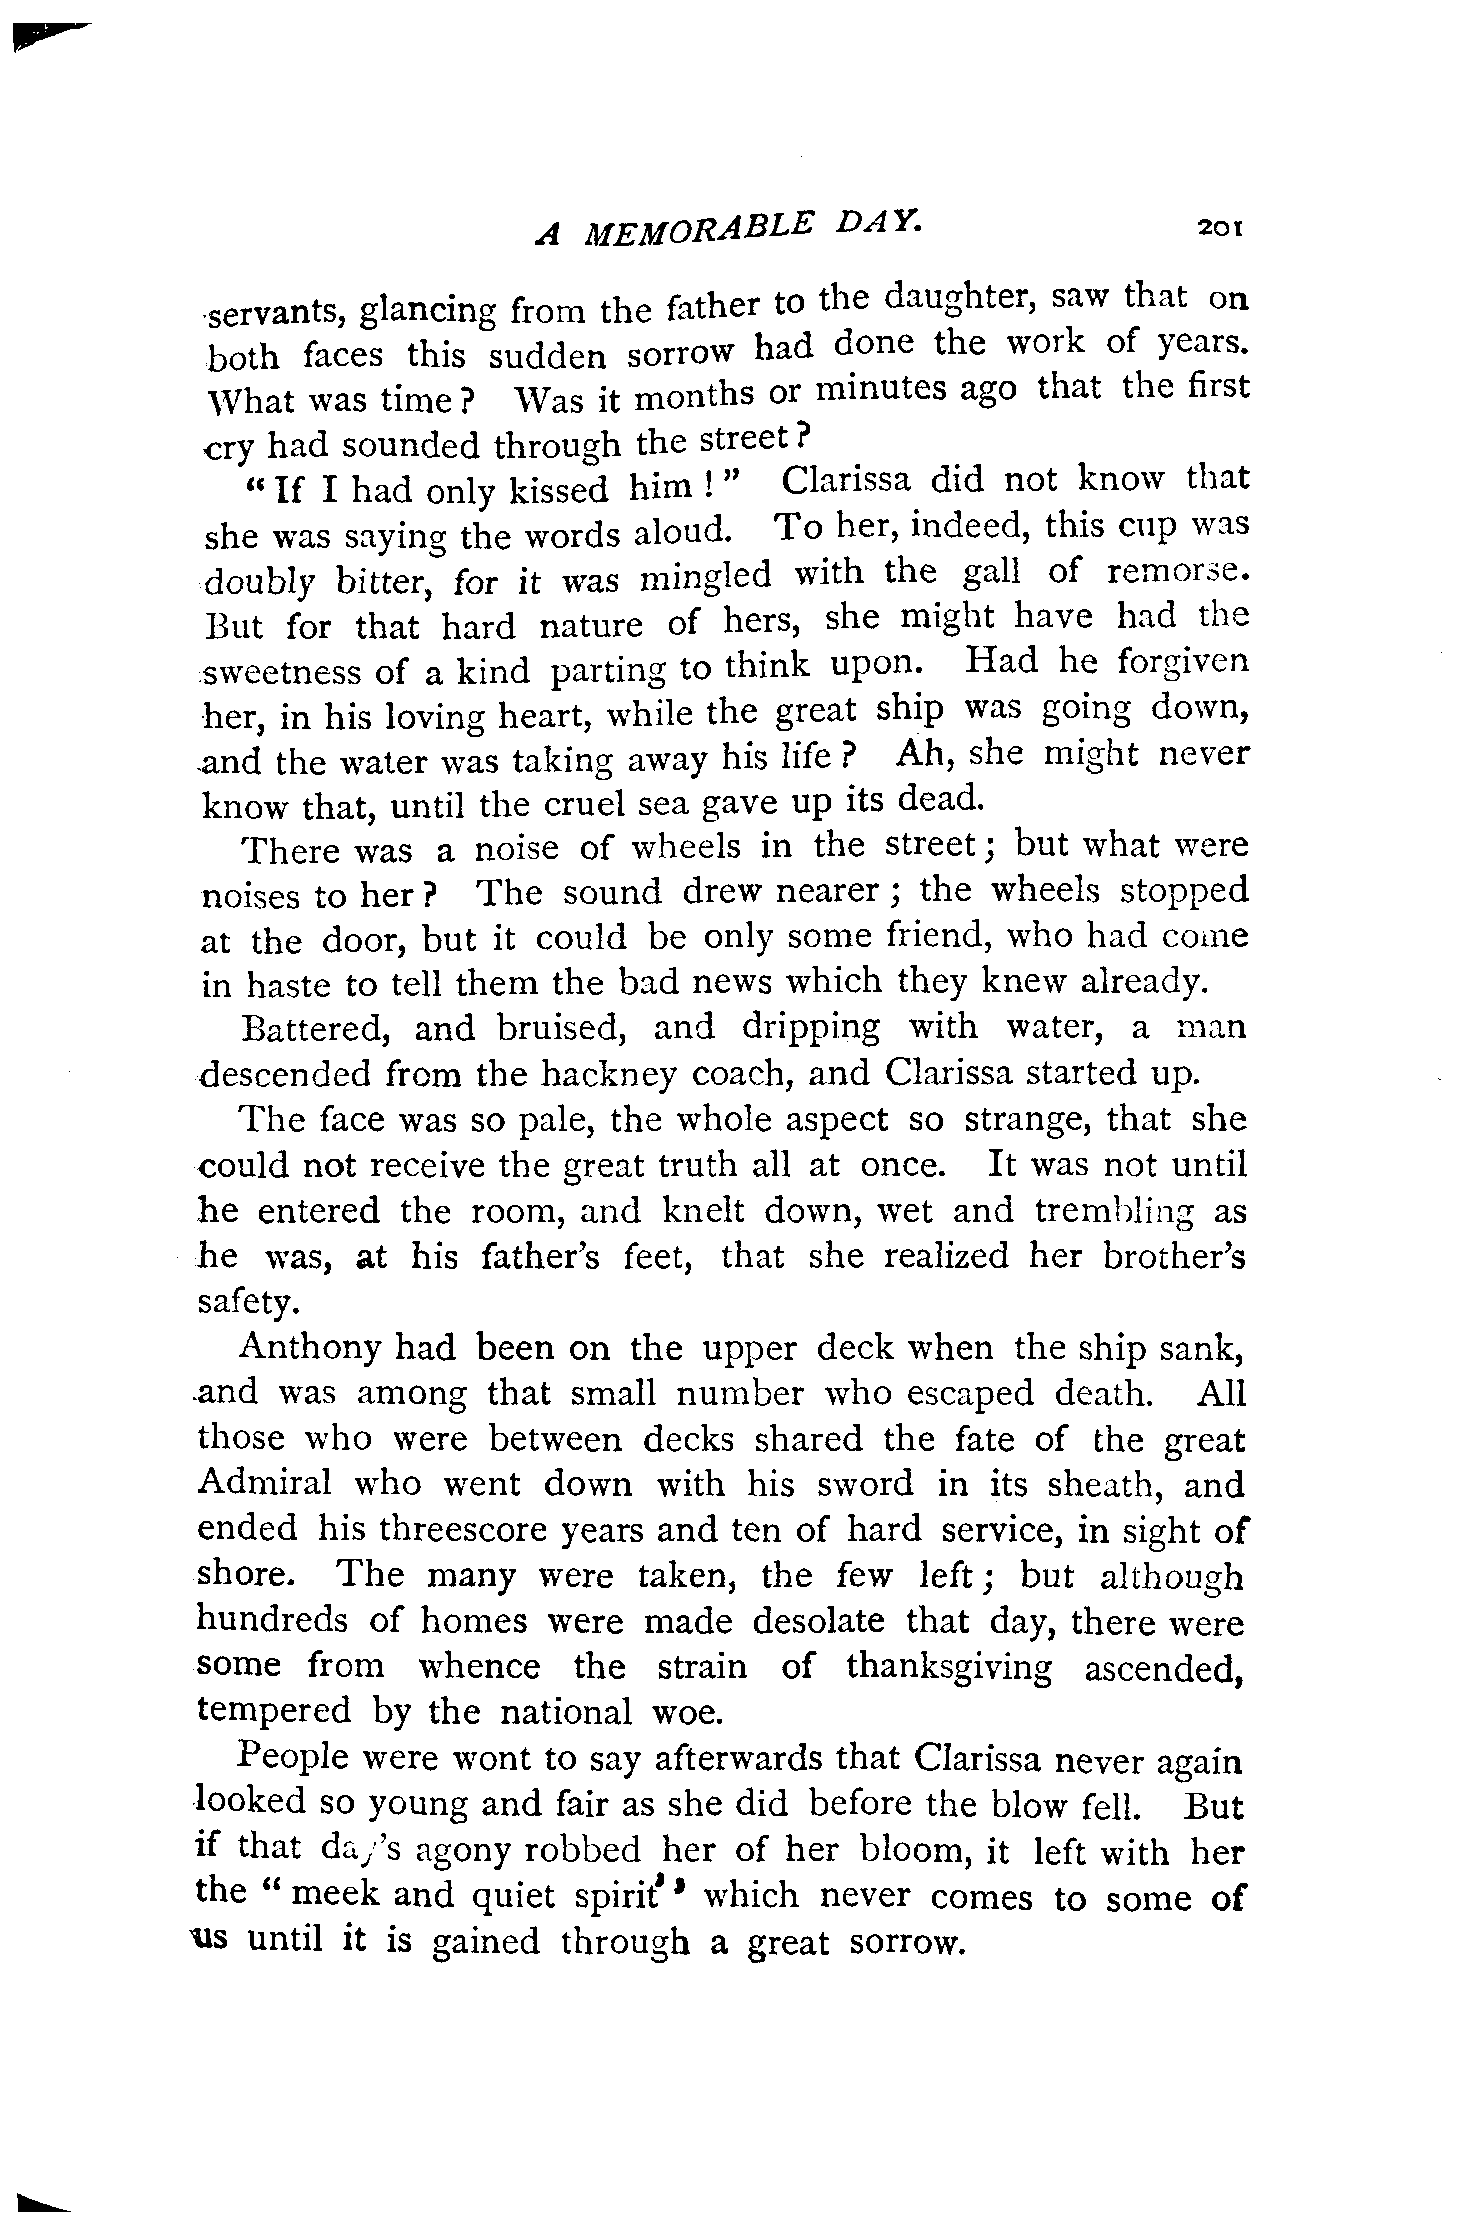 A MEMORABLE DAY. 201
servants, glancing from the father to the daughter, saw that on
both faces this sudden sorrow had done the work of years.
What was time? Was it months or minutes ago that the first
cry had sounded through the street?
"If I had only kissed him!" Clarissa did not know that
she was saying the words aloud. To her, indeed, this cup was
doubly bitter, for it was mingled with the gall of remorse.
But for that hard nature of hers, she might have had the
sweetness of a kind parting to think upon. Had he forgiven
her, in his loving heart, while the great ship was going down,
and the water was taking away his life? Ah, she might never
know that, until the cruel sea gave up its dead.
There was a noise of wheels in the street; but what were
noises to her? The sound drew nearer; the wheels stopped
at the door, but it could be only some friend, who had come
in haste to tell them the bad news which they knew already.
Battered, and bruised, and dripping with water, a man
descended from the hackney coach, and Clarissa started up.
The face was so pale, the whole aspect so strange, that she
could not receive the great truth all at once. It was not until
he entered the room, and knelt down, wet and trembling as
he was, at his father's feet, that she realized her brother's
safety.
Anthony had been on the upper deck when the ship sank,
and was among that small number who escaped death. All
those who were between decks shared the fate of the great
Admiral who went down with his sword in its sheath, and
ended his threescore years and ten of hard service, in sight of
shore. The many were taken, the few left; but although
hundreds of homes were made desolate that day, there were
some from whence the strain of thanksgiving ascended,
tempered by the national woe.
People were wont to say afterwards that Clarissa never again
looked so young and fair as she did before the blow fell. But
if that day's agony robbed her of her bloom, it left with her
the "meek and quiet spirit" which never comes to some of
us until it is gained through a great sorrow.